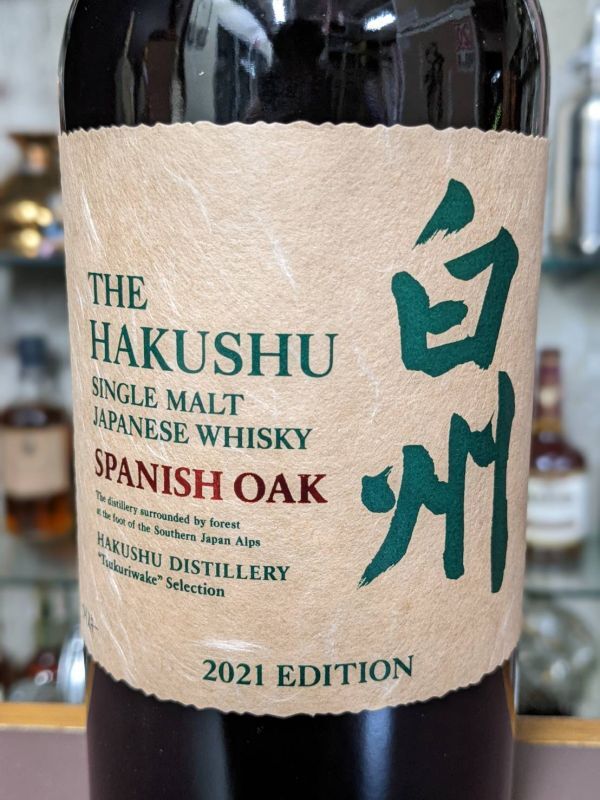 THE
HAKUSHU
SINGLE MALT
JAPANESE WHISKY
SPANISH OAK
The distillery surrounded by forest
at the foot of the Southern Japan Alps
HAKUSHU DISTILLERY
"Tsukuriwake" Selection
白州
2021 EDITION